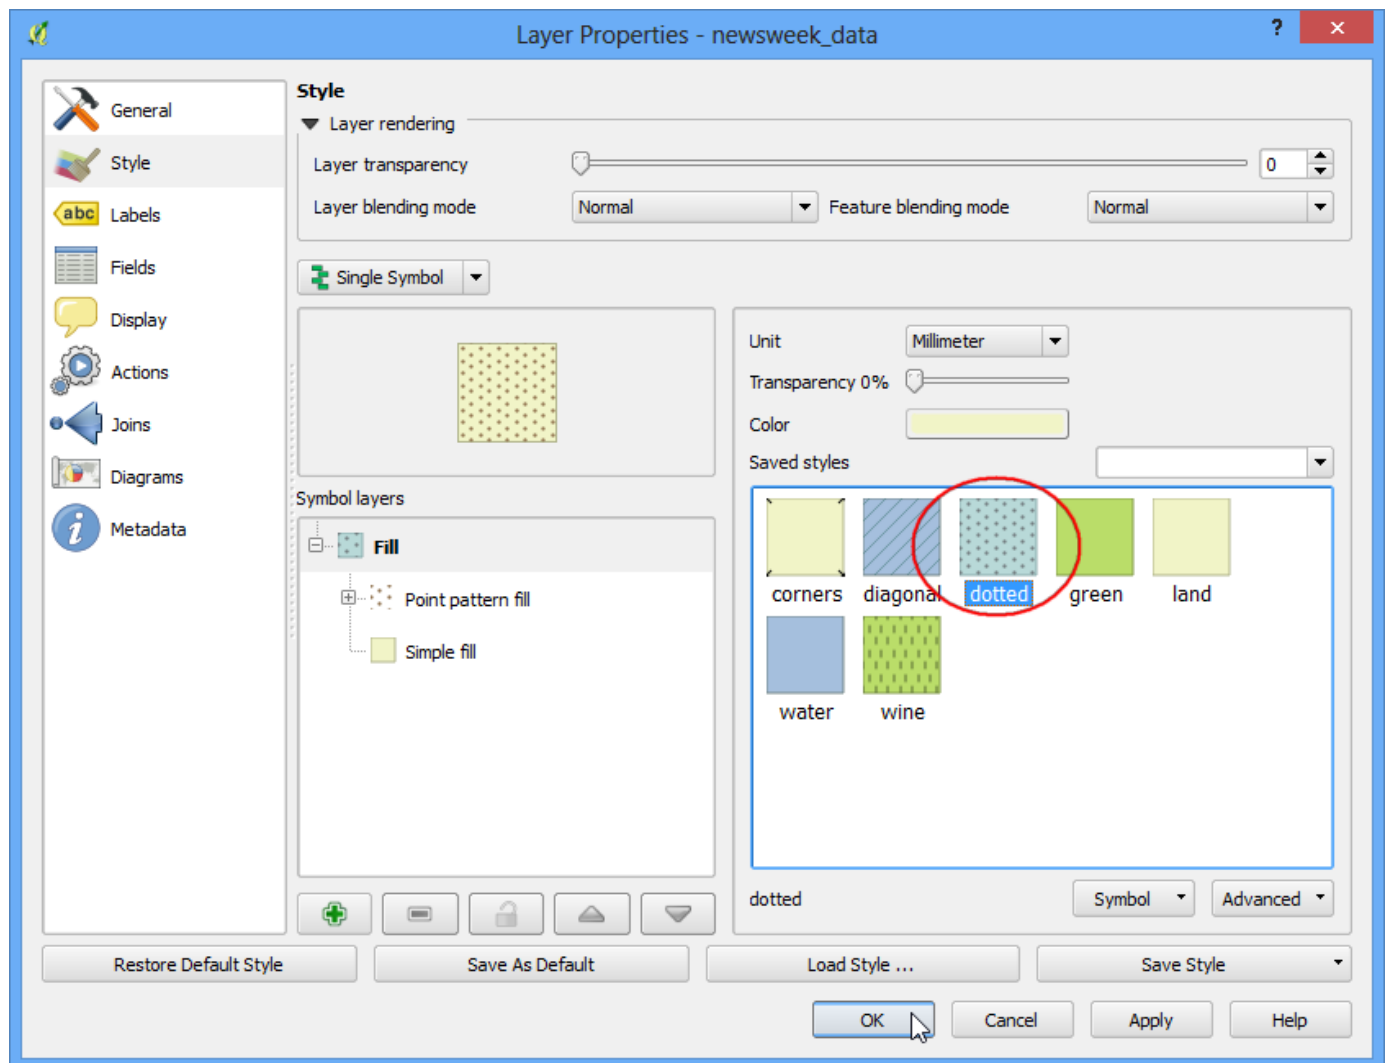 Layer Properties - newsweek_data
?
General
Style
abc
Labels
Fields
Display
Actions
Joins
Diagrams
i
Metadata
Style
Layer rendering
Layer transparency
0
Layer blending mode
Normal
Feature blending mode
Normal
Single Symbol
Symbol layers
Fill
Point pattern fill
Simple fill
Unit
Millimeter
Transparency 0%
Color
Saved styles
corners diagonal dotted green land
water wine
dotted
Symbol
Advanced
Restore Default Style
Save As Default
Load Style ...
Save Style
OK
Cancel
Apply
Help